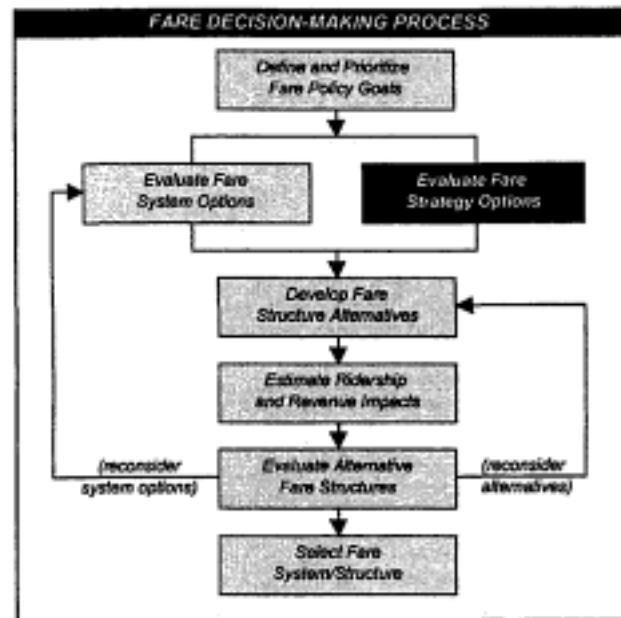 FARE DECISION-MAKING PROCESS
Define and Prioritize
Fare Policy Goals
Evaluate Fare
System Options
Evaluate Fare
Strategy Options
Develop Fare
Structure Alternatives
Estimate Ridership
and Revenue Impacts
(reconsider
system options)
Evaluate Alternative
Fare Structures
(reconsider
alternatives)
Select Fare
System/Structure